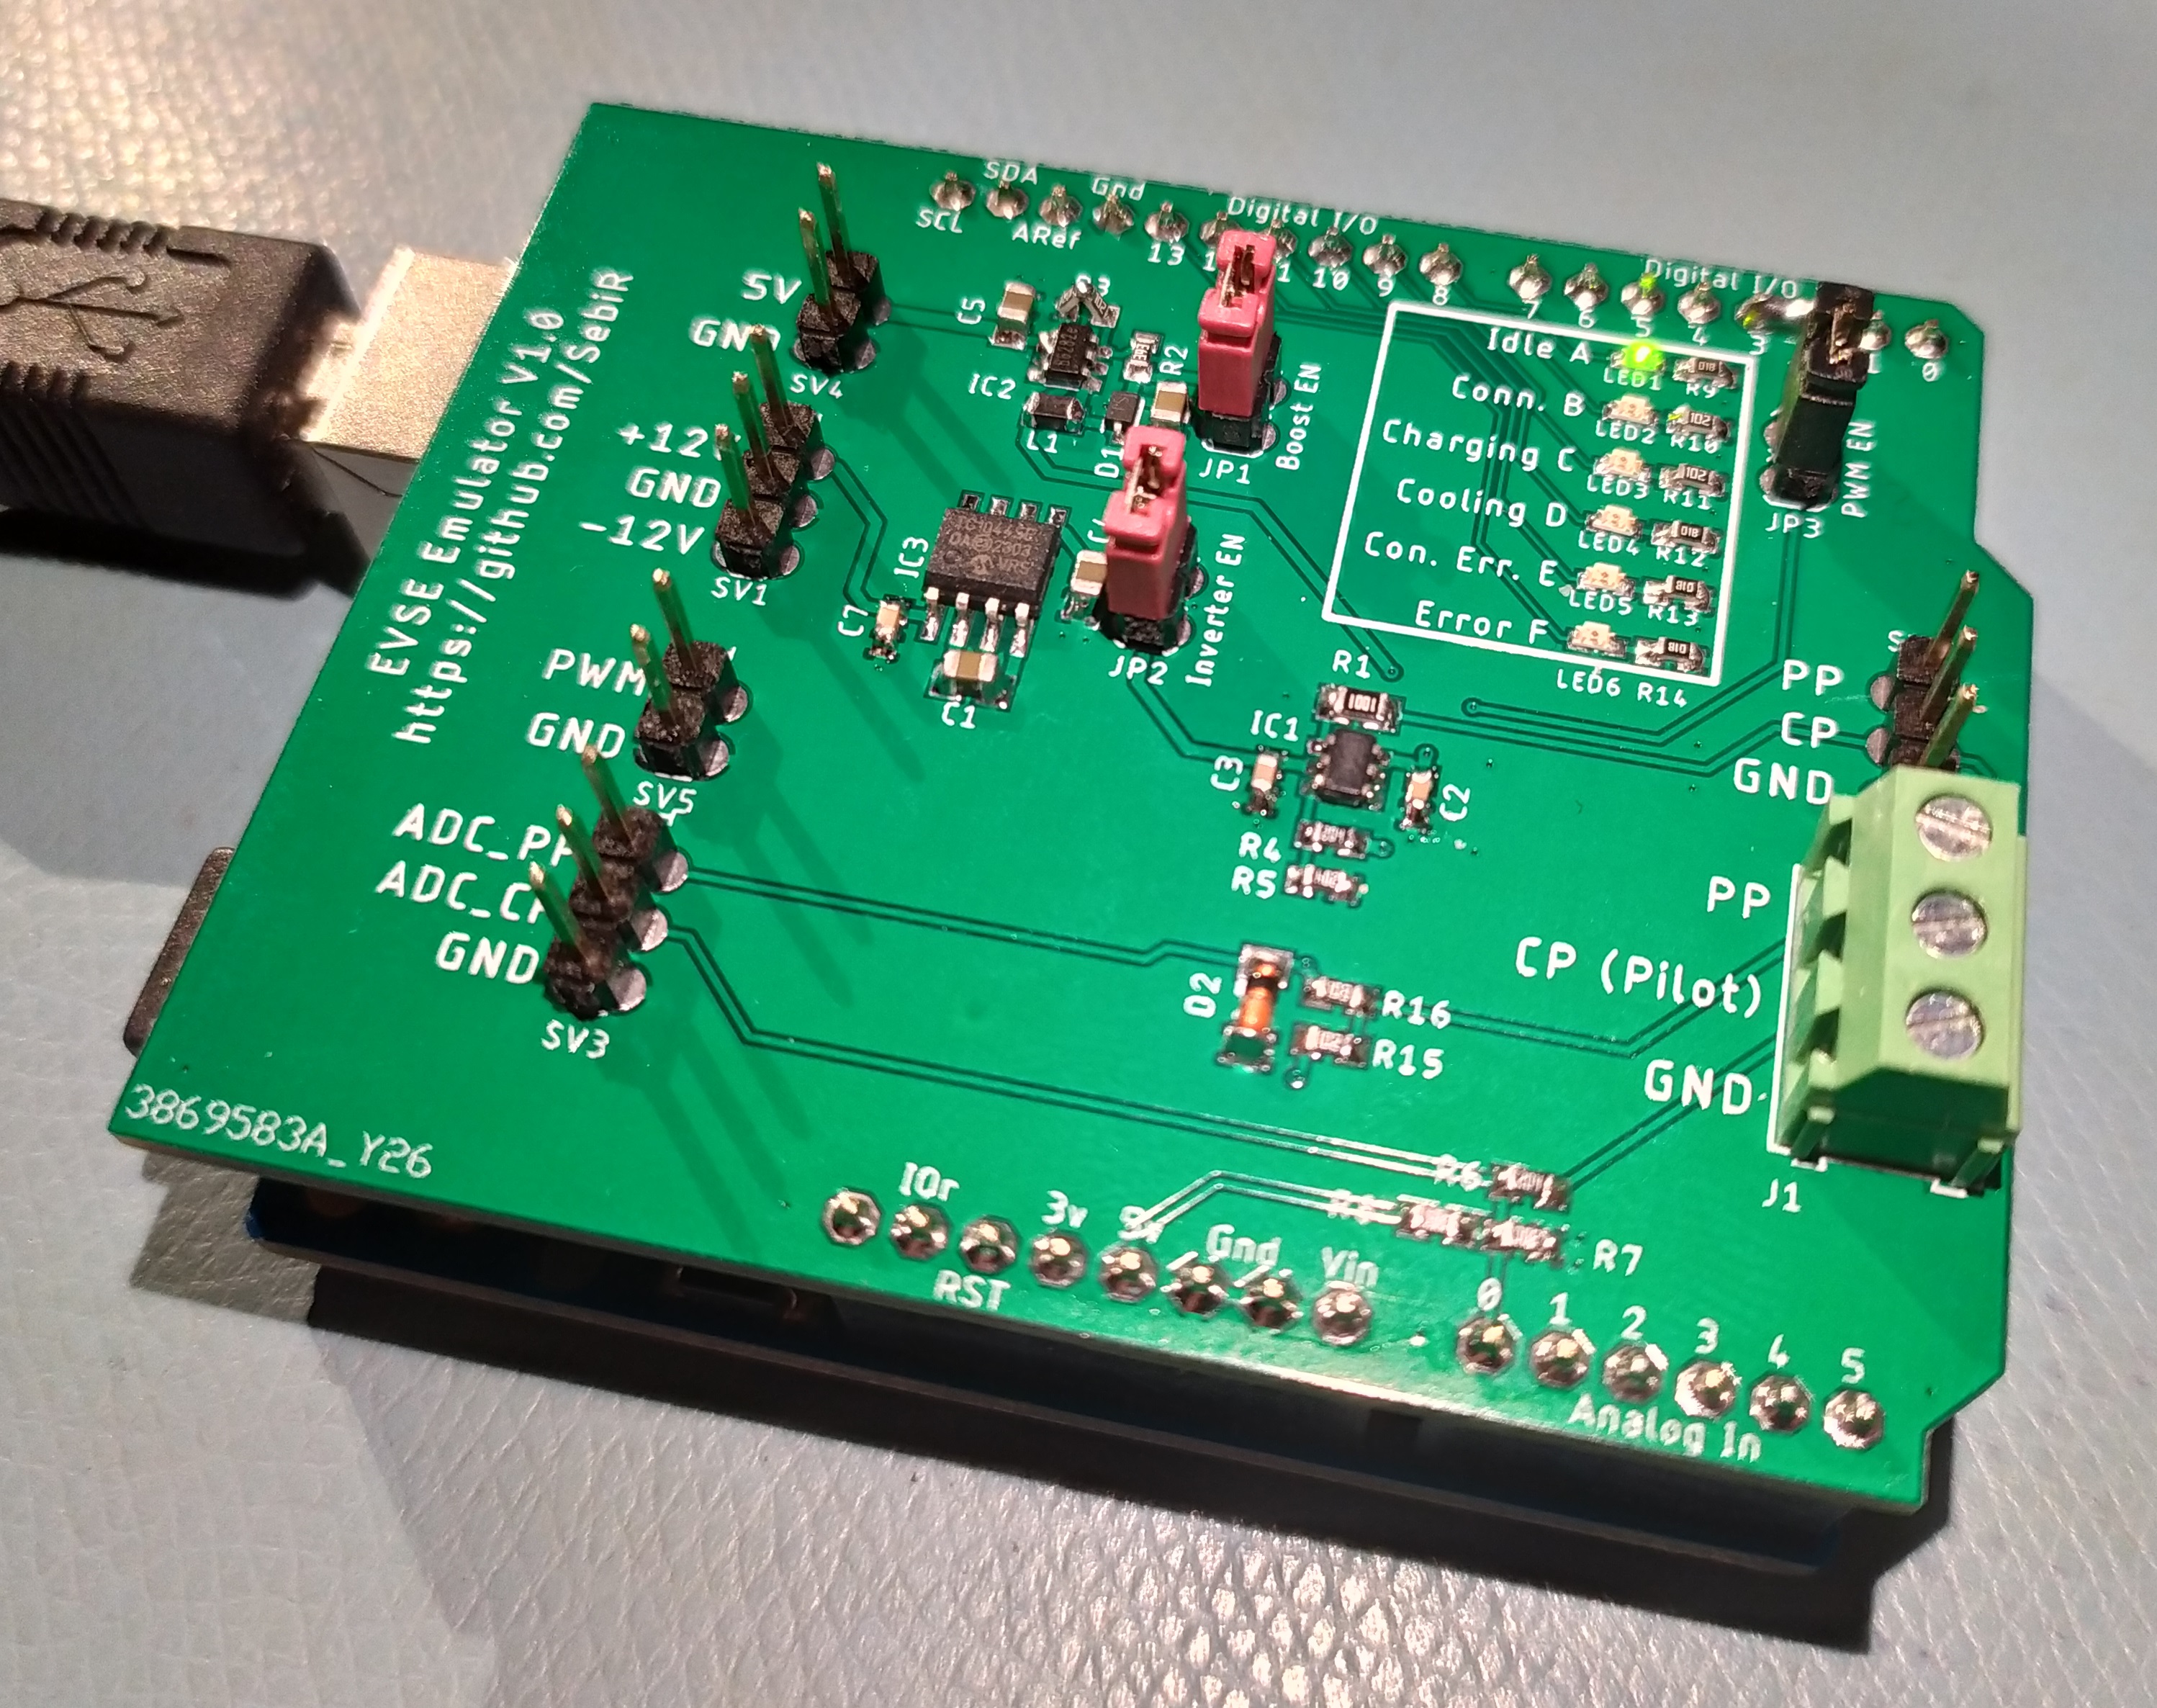 SDA
Gnd
Digital I/O
Digital I/O
SCL
ARef
13
10
9
8
7
6
5
4
3
1
0
5V
GND
SV4
C5
IC2
R2
L1
D1
JP1
Boost EN
Idle A
LED1
R9
Conn. B
LED2
R10
Charging C
LED3
R11
Cooling D
LED4
R12
Con. Err. E
LED5
R13
Error F
LED6
R14
JP3
PWM EN
EVSE Emulator V1.0
https://github.com/SebiR
+12V
GND
-12V
SV1
IC3
C7
C1
JP2
Inverter EN
PWM
GND
SV5
R1
1001
IC1
C3
C2
R4
R5
PP
CP
GND
ADC_PP
ADC_CP
GND
SV3
D2
R16
R15
PP
CP (Pilot)
GND
J1
3869583A_Y26
R6
R7
IOr
RST
3v
5v
Gnd
Vin
0
1
2
3
4
5
Analog In